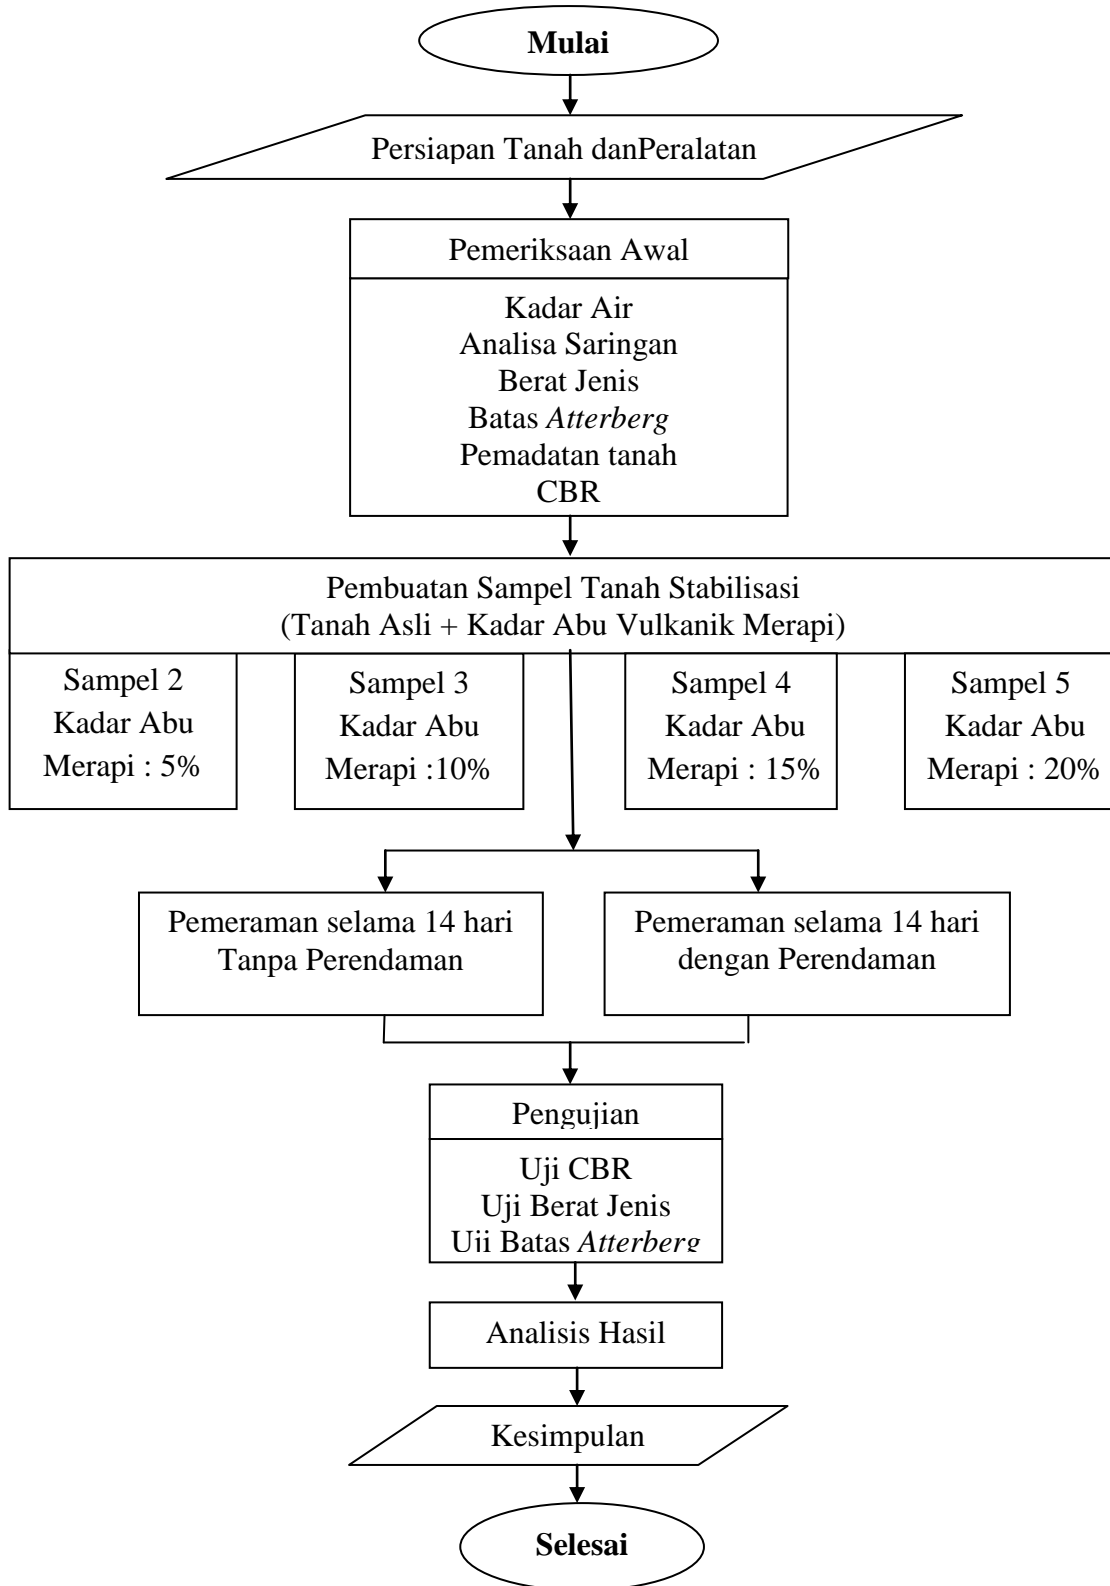 Mulai
Persiapan Tanah danPeralatan
Pemeriksaan Awal
Kadar Air
Analisa Saringan
Berat Jenis
Batas Atterberg
Pemadatan tanah
CBR
Pembuatan Sampel Tanah Stabilisasi
(Tanah Asli + Kadar Abu Vulkanik Merapi)
Sampel 2
Kadar Abu
Merapi : 5%
Sampel 3
Kadar Abu
Merapi :10%
Sampel 4
Kadar Abu
Merapi : 15%
Sampel 5
Kadar Abu
Merapi : 20%
Pemeraman selama 14 hari
Tanpa Perendaman
Pemeraman selama 14 hari
dengan Perendaman
Pengujian
Uji CBR
Uji Berat Jenis
Uji Batas Atterberg
Analisis Hasil
Kesimpulan
Selesai